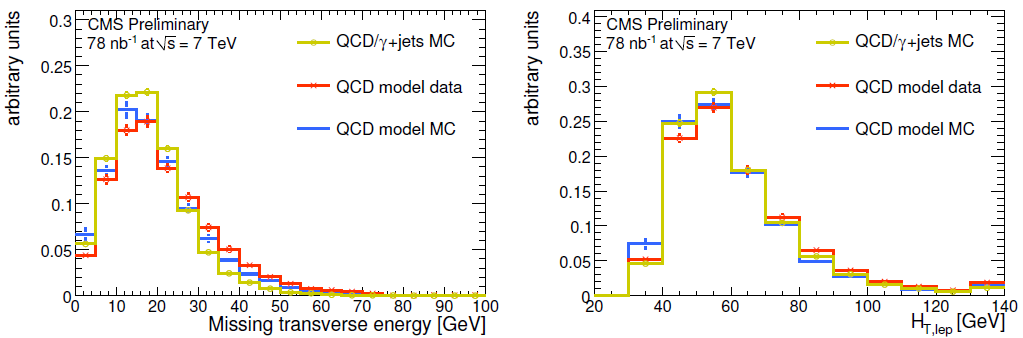 CMS Preliminary
78 nb⁻¹ at √s = 7 TeV
QCD/γ+jets MC
QCD model data
QCD model MC
arbitrary units
0.3
0.25
0.2
0.15
0.1
0.05
0
0 10 20 30 40 50 60 70 80 90 100
Missing transverse energy [GeV]
CMS Preliminary
78 nb⁻¹ at √s = 7 TeV
QCD/γ+jets MC
QCD model data
QCD model MC
arbitrary units
0.4
0.35
0.3
0.25
0.2
0.15
0.1
0.05
0
20 40 60 80 100 120 140
H_T,lep [GeV]